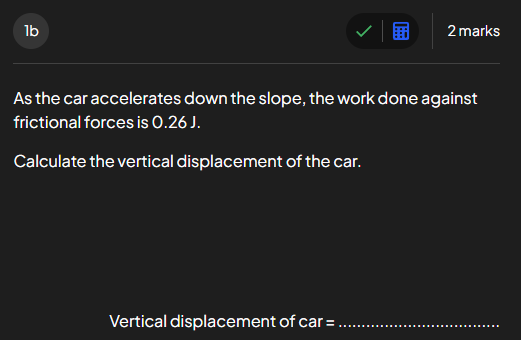 1b
2 marks
As the car accelerates down the slope, the work done against
frictional forces is 0.26 J.
Calculate the vertical displacement of the car.
Vertical displacement of car = ..................................